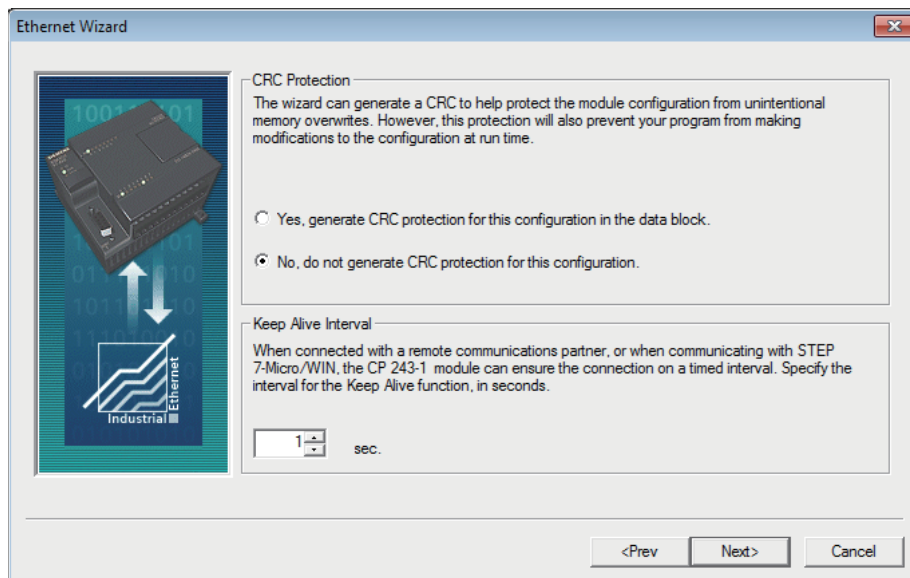 Ethernet Wizard
CRC Protection
The wizard can generate a CRC to help protect the module configuration from unintentional
memory overwrites. However, this protection will also prevent your program from making
modifications to the configuration at run time.
Yes, generate CRC protection for this configuration in the data block.
No, do not generate CRC protection for this configuration.
Keep Alive Interval
When connected with a remote communications partner, or when communicating with STEP
7-Micro/WIN, the CP 243-1 module can ensure the connection on a timed interval. Specify the
interval for the Keep Alive function, in seconds.
1
sec.
Industrial
Ethernet
<Prev
Next>
Cancel